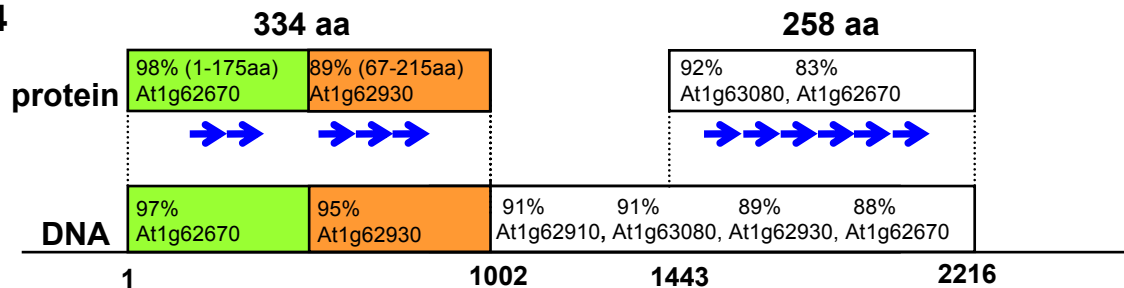 4
334 aa 258 aa
protein
98% (1-175aa) 89% (67-215aa) 92% 83%
At1g62670 At1g62930 At1g63080, At1g62670
DNA
97% 95% 91% 91% 89% 88%
At1g62670 At1g62930 At1g62910, At1g63080, At1g62930, At1g62670
1 1002 1443 2216